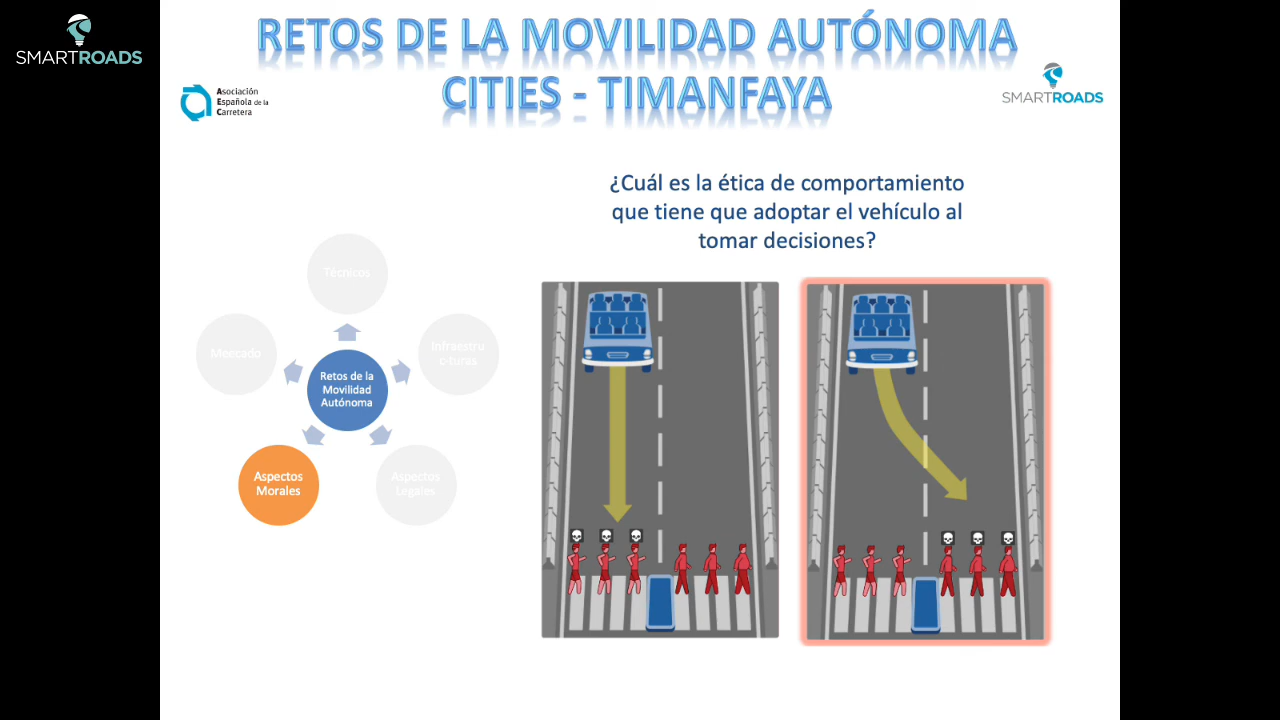 SMARTROADS
RETOS DE LA MOVILIDAD AUTÓNOMA
CITIES - TIMANFAYA
Asociación
Española de la
Carretera
SMARTROADS
¿Cuál es la ética de comportamiento
que tiene que adoptar el vehículo al
tomar decisiones?
Técnicos
Mercado
Infraestru
c-turas
Retos de la
Movilidad
Autónoma
Aspectos
Morales
Aspectos
Legales